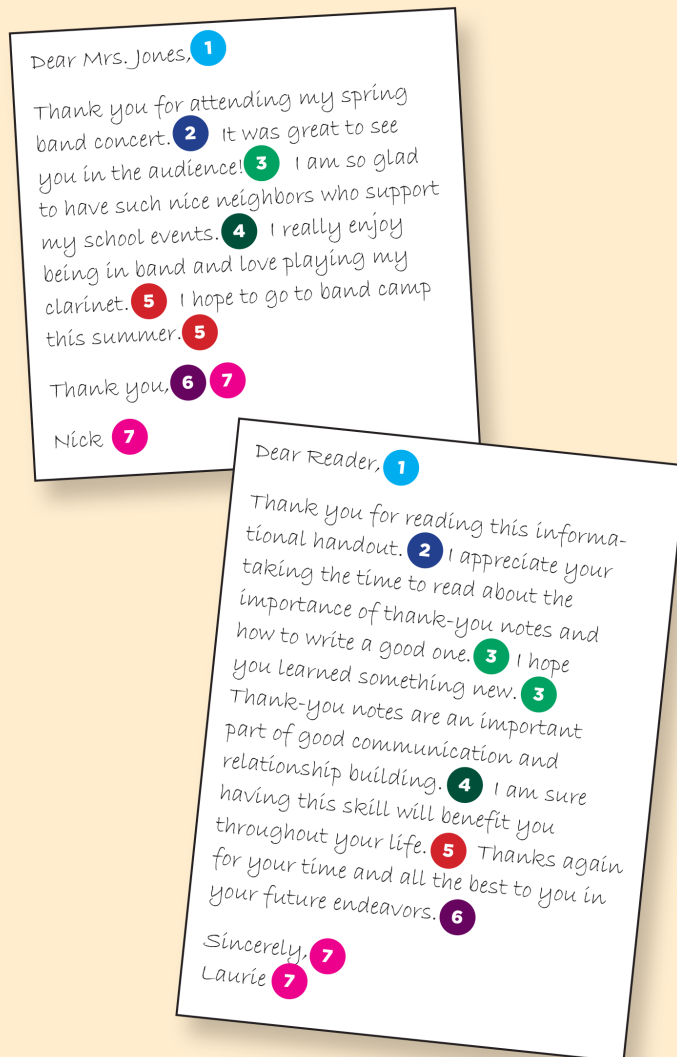 Dear Mrs. Jones, 1
Thank you for attending my spring
band concert. 2 It was great to see
you in the audience! 3 I am so glad
to have such nice neighbors who support
my school events. 4 I really enjoy
being in band and love playing my
clarinet. 5 I hope to go to band camp
this summer. 5
Thank you, 6 7
Nick 7
Dear Reader, 1
Thank you for reading this informa-
tional handout. 2 I appreciate your
taking the time to read about the
importance of thank-you notes and
how to write a good one. 3 I hope
you learned something new. 3
Thank-you notes are an important
part of good communication and
relationship building. 4 I am sure
having this skill will benefit you
throughout your life. 5 Thanks again
for your time and all the best to you in
your future endeavors. 6
Sincerely, 7
Laurie 7